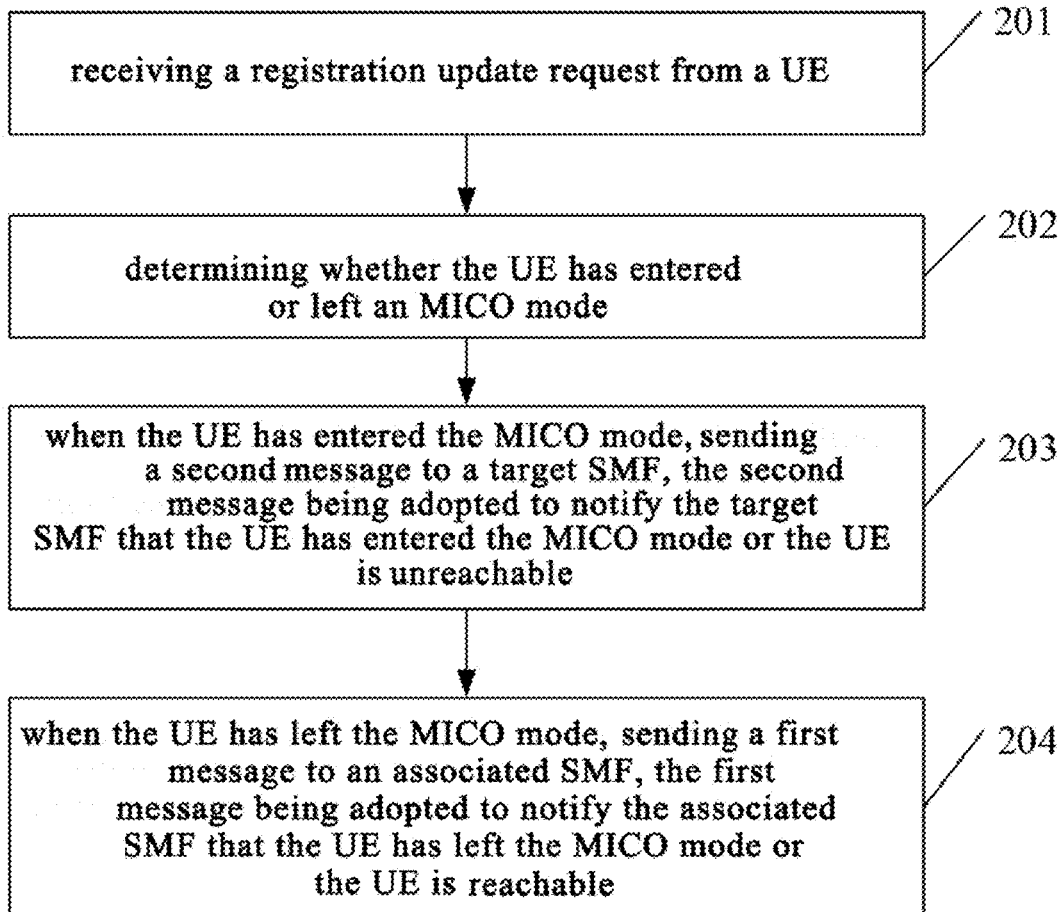 201
receiving a registration update request from a UE
202
determining whether the UE has entered
or left an MICO mode
203
when the UE has entered the MICO mode, sending
a second message to a target SMF, the second
message being adopted to notify the target
SMF that the UE has entered the MICO mode or the UE
is unreachable
204
when the UE has left the MICO mode, sending a first
message to an associated SMF, the first
message being adopted to notify the associated
SMF that the UE has left the MICO mode or
the UE is reachable